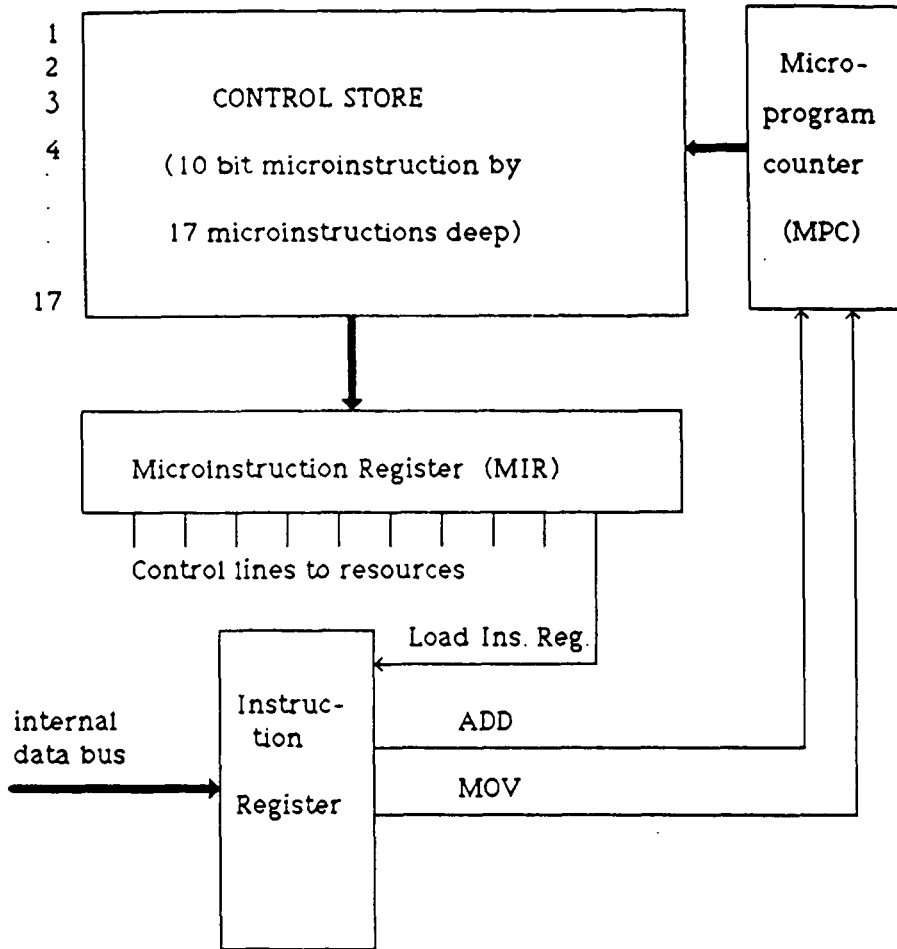 1
2
3
4
.
.
17
CONTROL STORE
(10 bit microinstruction by
17 microinstructions deep)
Micro-
program
counter
(MPC)
Microinstruction Register (MIR)
Control lines to resources
Load Ins. Reg.
Instruc-
tion
Register
internal
data bus
ADD
MOV